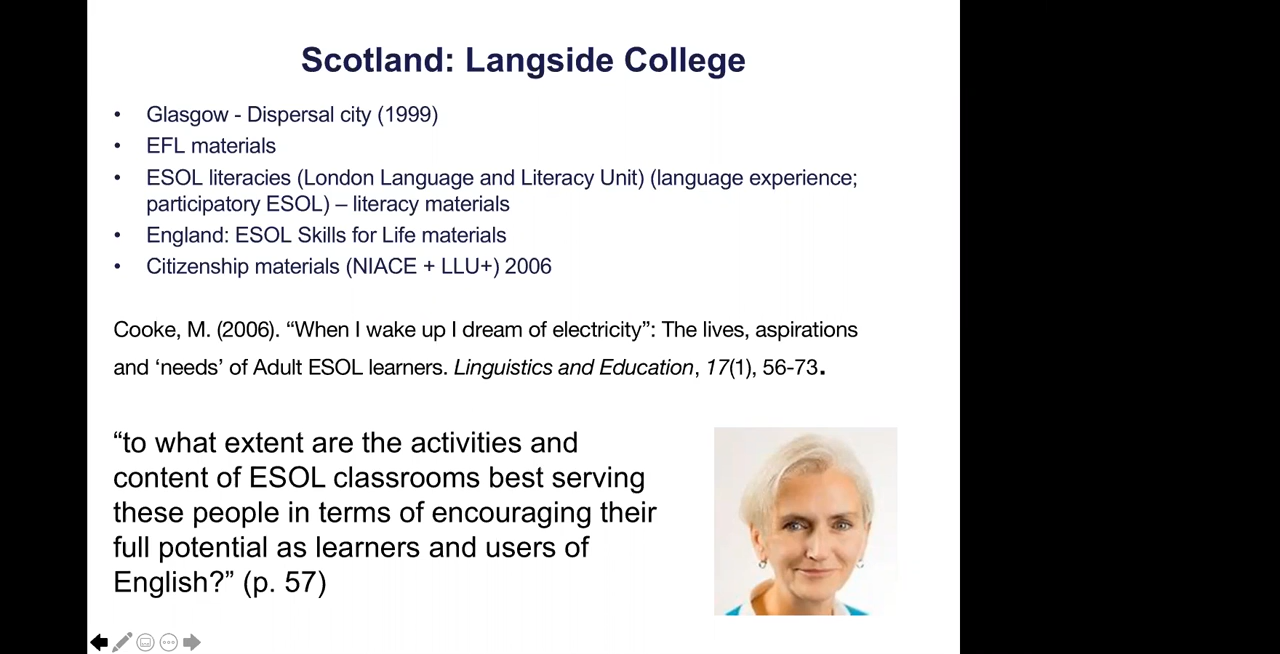 Scotland: Langside College
• Glasgow - Dispersal city (1999)
• EFL materials
• ESOL literacies (London Language and Literacy Unit) (language experience;
participatory ESOL) – literacy materials
• England: ESOL Skills for Life materials
• Citizenship materials (NIACE + LLU+) 2006
Cooke, M. (2006). “When I wake up I dream of electricity”: The lives, aspirations
and ‘needs’ of Adult ESOL learners. Linguistics and Education, 17(1), 56-73.
“to what extent are the activities and
content of ESOL classrooms best serving
these people in terms of encouraging their
full potential as learners and users of
English?” (p. 57)